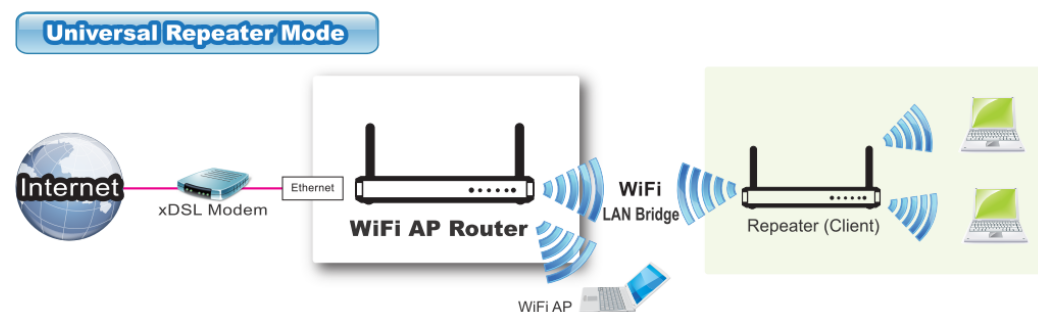 Universal Repeater Mode
Internet
xDSL Modem
Ethernet
WiFi AP Router
WiFi
LAN Bridge
Repeater (Client)
WiFi AP